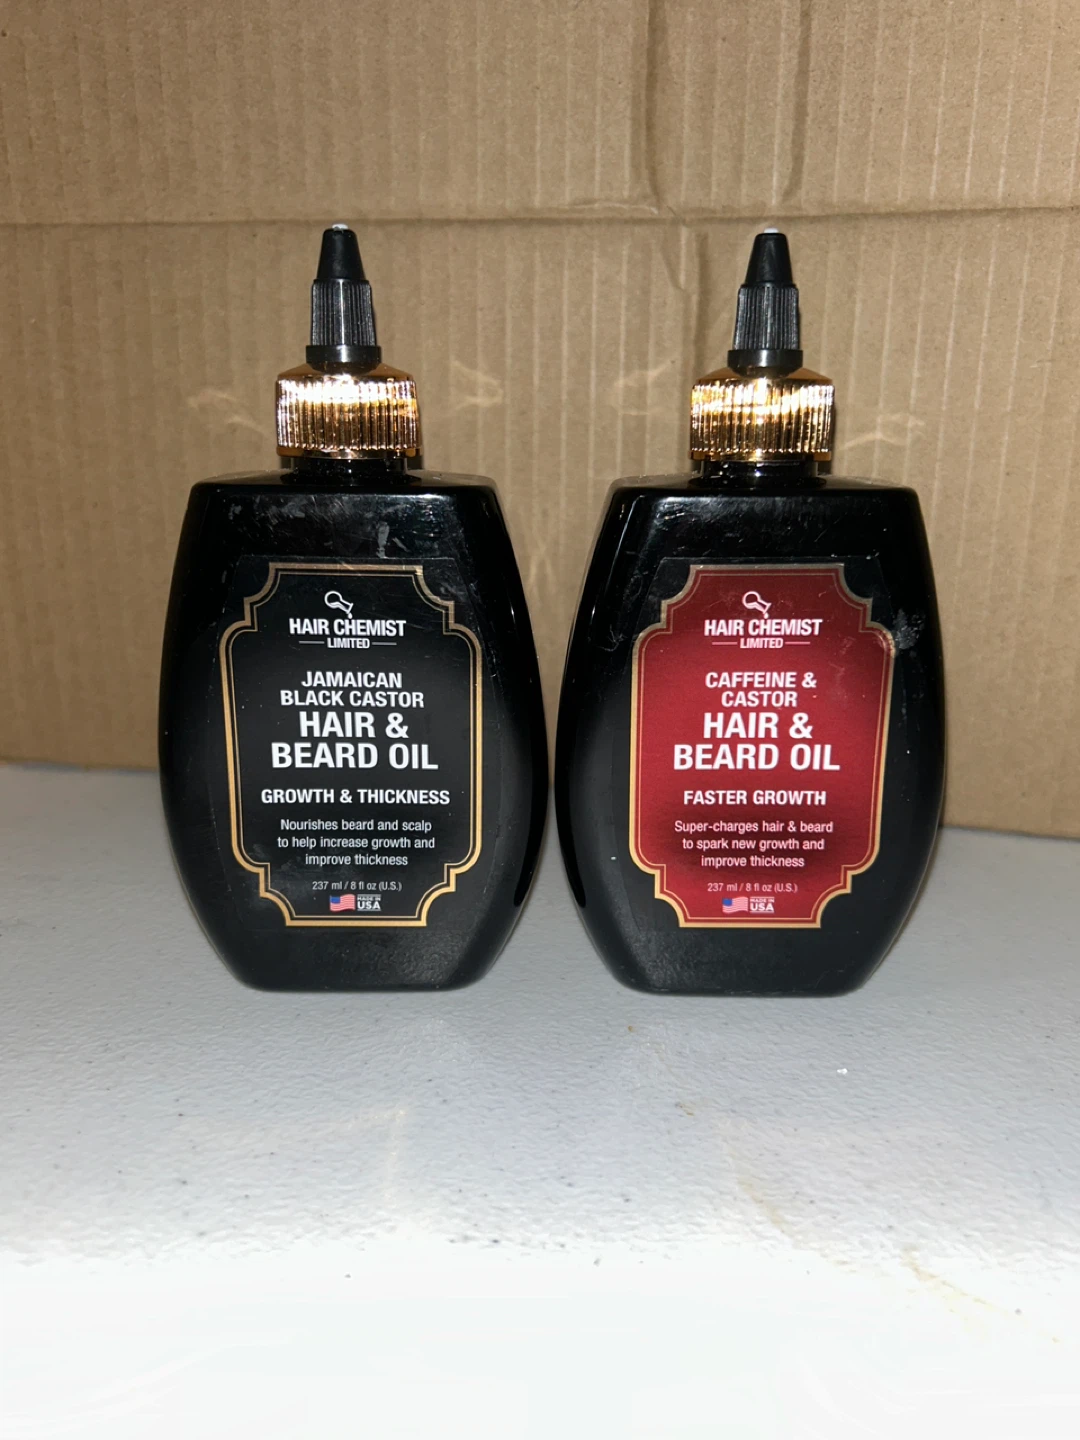 HAIR CHEMIST
LIMITED
JAMAICAN
BLACK CASTOR
HAIR &
BEARD OIL
GROWTH & THICKNESS
Nourishes beard and scalp
to help increase growth and
improve thickness
237 ml / 8 fl oz (U.S.)
MADE IN
USA
HAIR CHEMIST
LIMITED
CAFFEINE &
CASTOR
HAIR &
BEARD OIL
FASTER GROWTH
Super-charges hair & beard
to spark new growth and
improve thickness
237 ml / 8 fl oz (U.S.)
MADE IN
USA